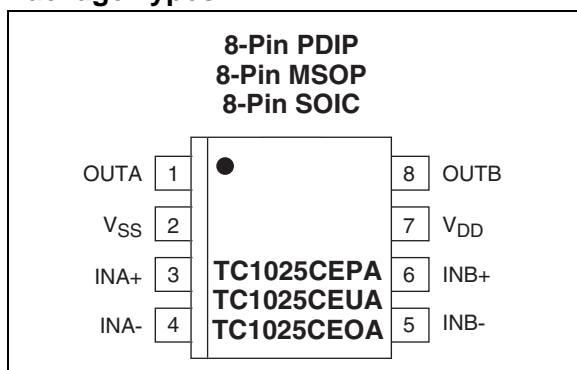 8-Pin PDIP
8-Pin MSOP
8-Pin SOIC
OUTA 1 8 OUTB
VSS 2 7 VDD
INA+ 3 TC1025CEPA 6 INB+
TC1025CEUA
INA- 4 TC1025CEOA 5 INB-